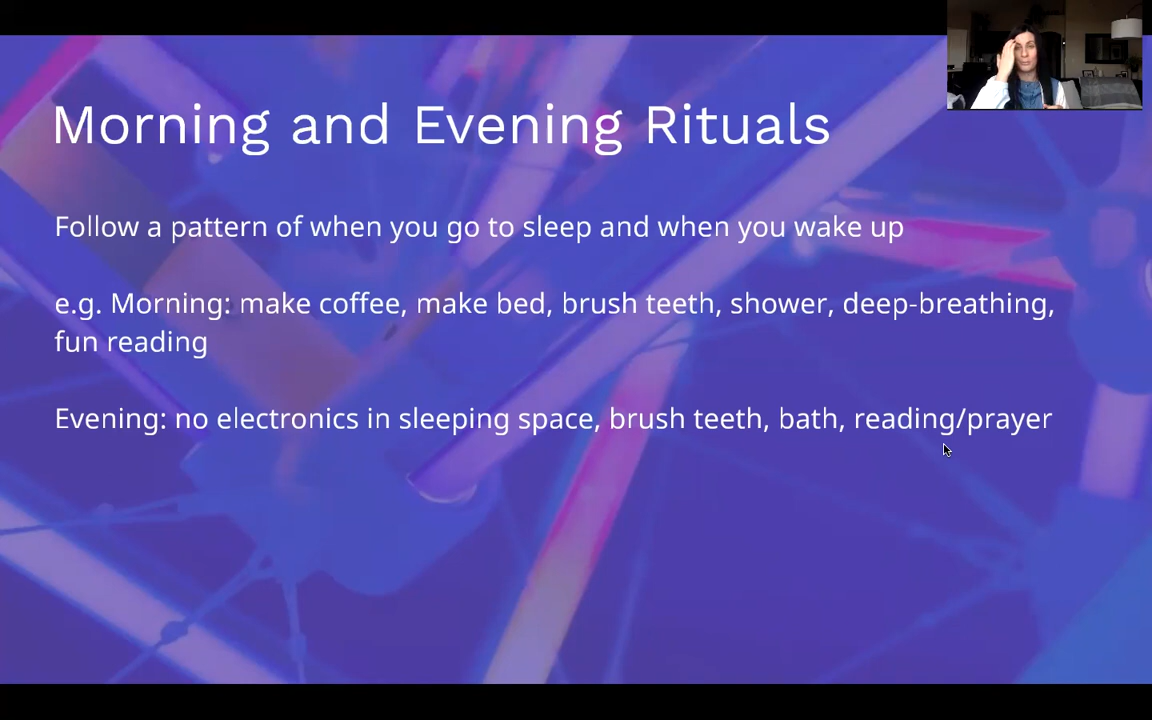 Morning and Evening Rituals
Follow a pattern of when you go to sleep and when you wake up
e.g. Morning: make coffee, make bed, brush teeth, shower, deep-breathing,
fun reading
Evening: no electronics in sleeping space, brush teeth, bath, reading/prayer